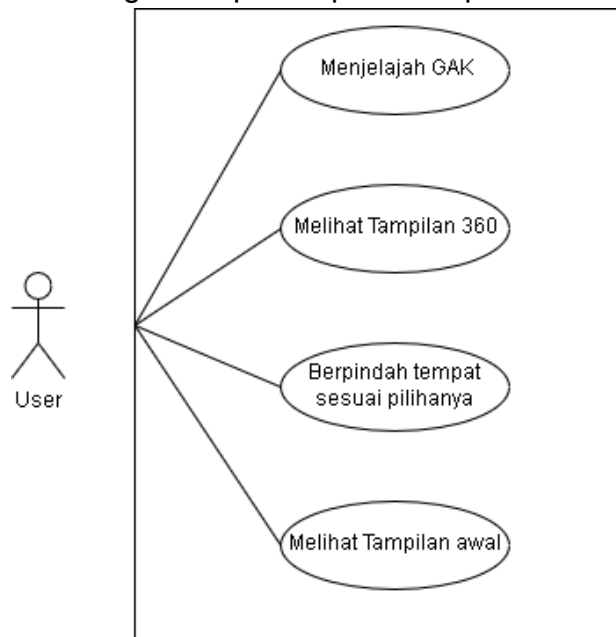 Menjelajah GAK
Melihat Tampilan 360
Berpindah tempat
sesuai pilihanya
User
Melihat Tampilan awal